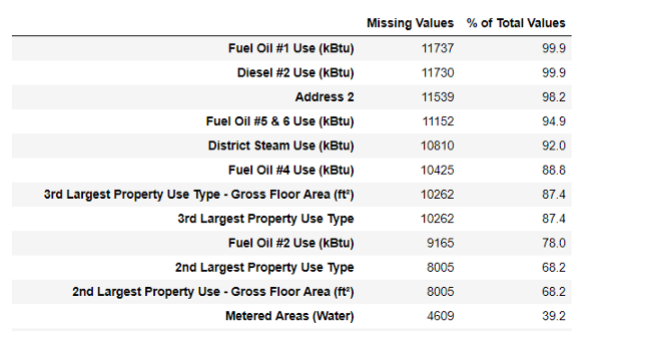 Missing Values % of Total Values
Fuel Oil #1 Use (kBtu) 11737 99.9
Diesel #2 Use (kBtu) 11730 99.9
Address 2 11539 98.2
Fuel Oil #5 & 6 Use (kBtu) 11152 94.9
District Steam Use (kBtu) 10810 92.0
Fuel Oil #4 Use (kBtu) 10425 88.8
3rd Largest Property Use Type - Gross Floor Area (ft²) 10262 87.4
3rd Largest Property Use Type 10262 87.4
Fuel Oil #2 Use (kBtu) 9165 78.0
2nd Largest Property Use Type 8005 68.2
2nd Largest Property Use - Gross Floor Area (ft²) 8005 68.2
Metered Areas (Water) 4609 39.2